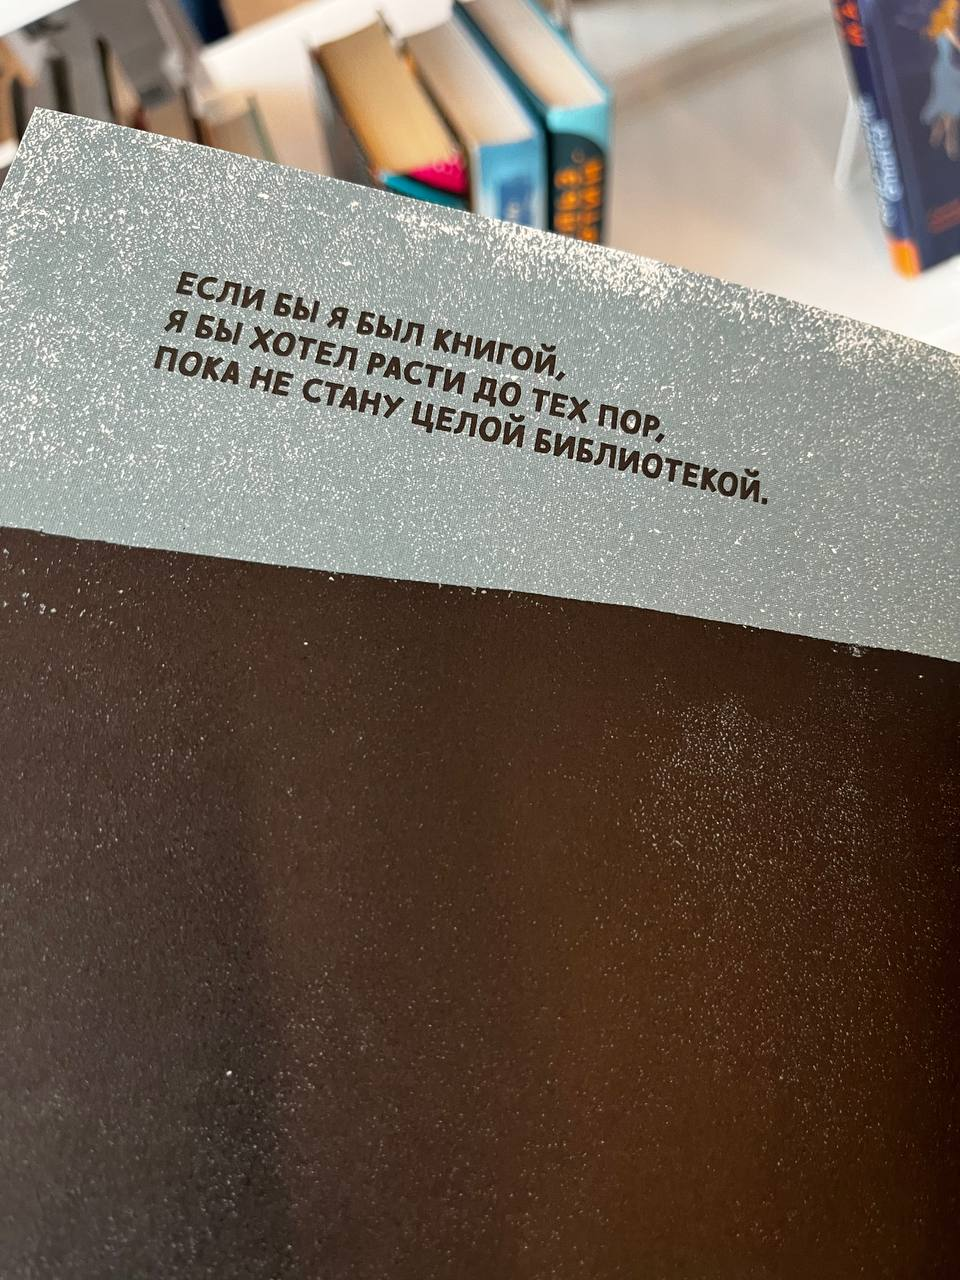 ЕСЛИ БЫ Я БЫЛ КНИГОЙ,
Я БЫ ХОТЕЛ РАСТИ ДО ТЕХ ПОР,
ПОКА НЕ СТАНУ ЦЕЛОЙ БИБЛИОТЕКОЙ.